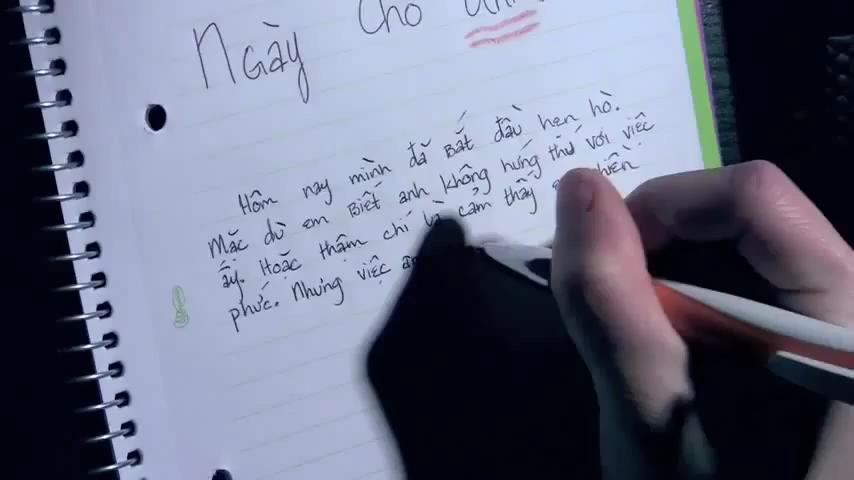 Ngày cho
Hôm nay mình đã Bắt đầu hẹn hò.
Mặc dù em Biết anh không hứng thú với việc
ấy. Hoặc thậm chí là cảm thấy
phức. Nhưng việc